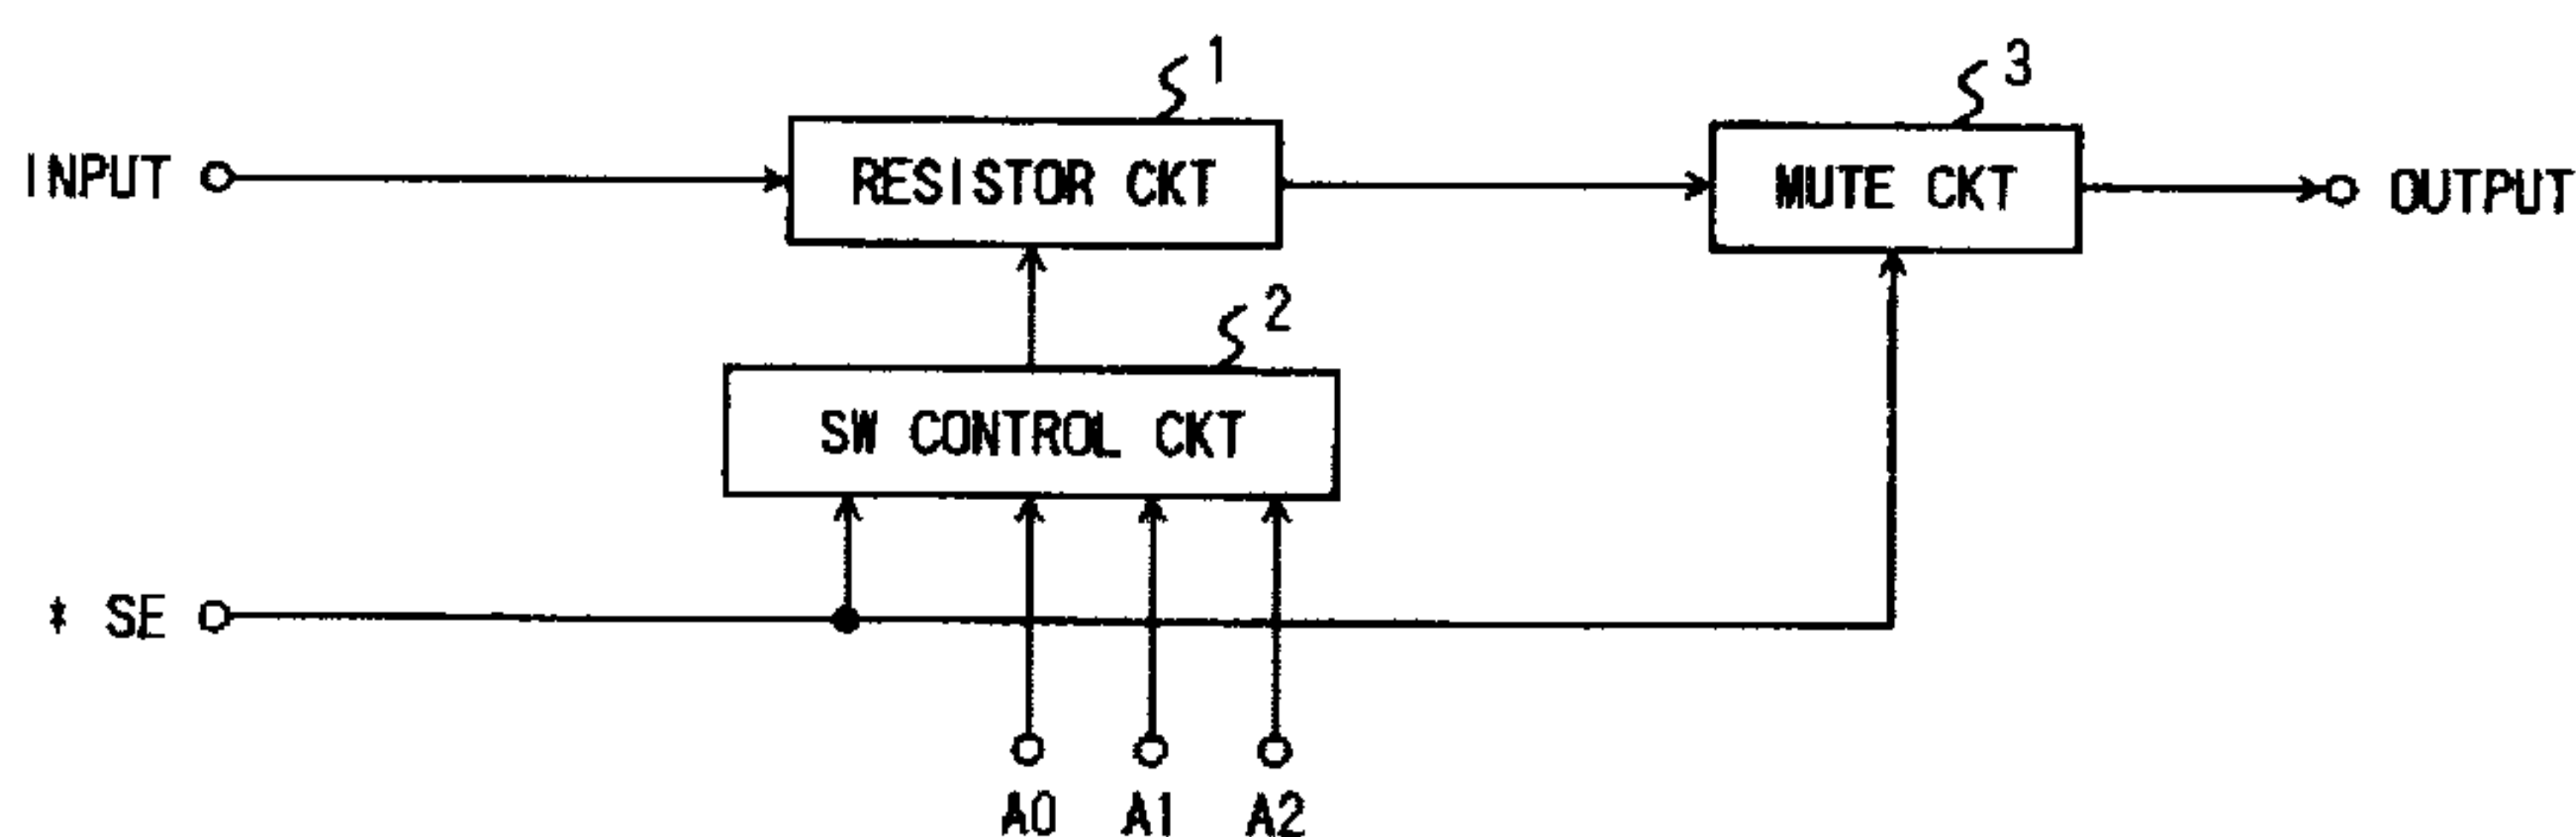 1
3
INPUT
RESISTOR CKT
MUTE CKT
OUTPUT
2
SW CONTROL CKT
* SE
A0 A1 A2